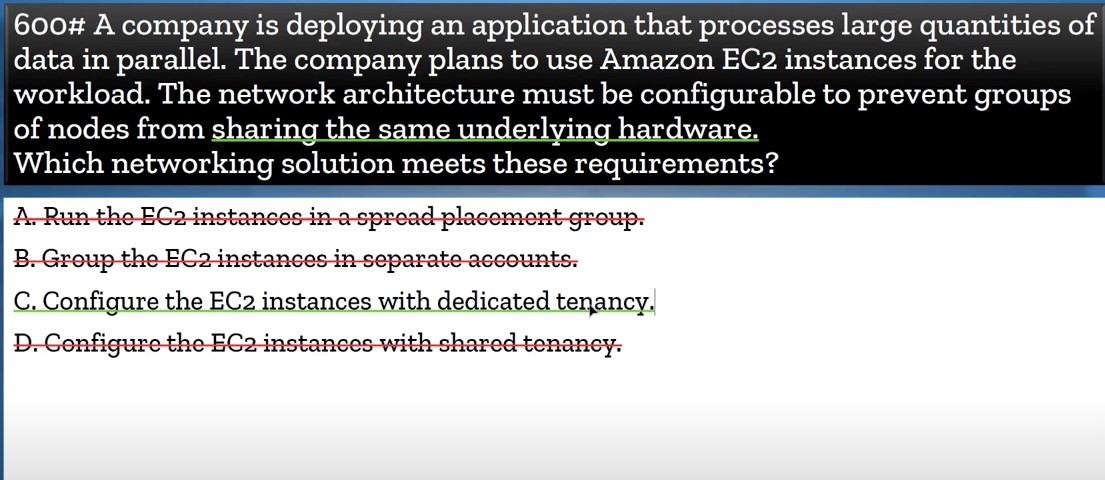 600# A company is deploying an application that processes large quantities of
data in parallel. The company plans to use Amazon EC2 instances for the
workload. The network architecture must be configurable to prevent groups
of nodes from sharing the same underlying hardware.
Which networking solution meets these requirements?
A. Run the EC2 instances in a spread placement group.
B. Group the EC2 instances in separate accounts.
C. Configure the EC2 instances with dedicated tenancy.
D. Configure the EC2 instances with shared tenancy.